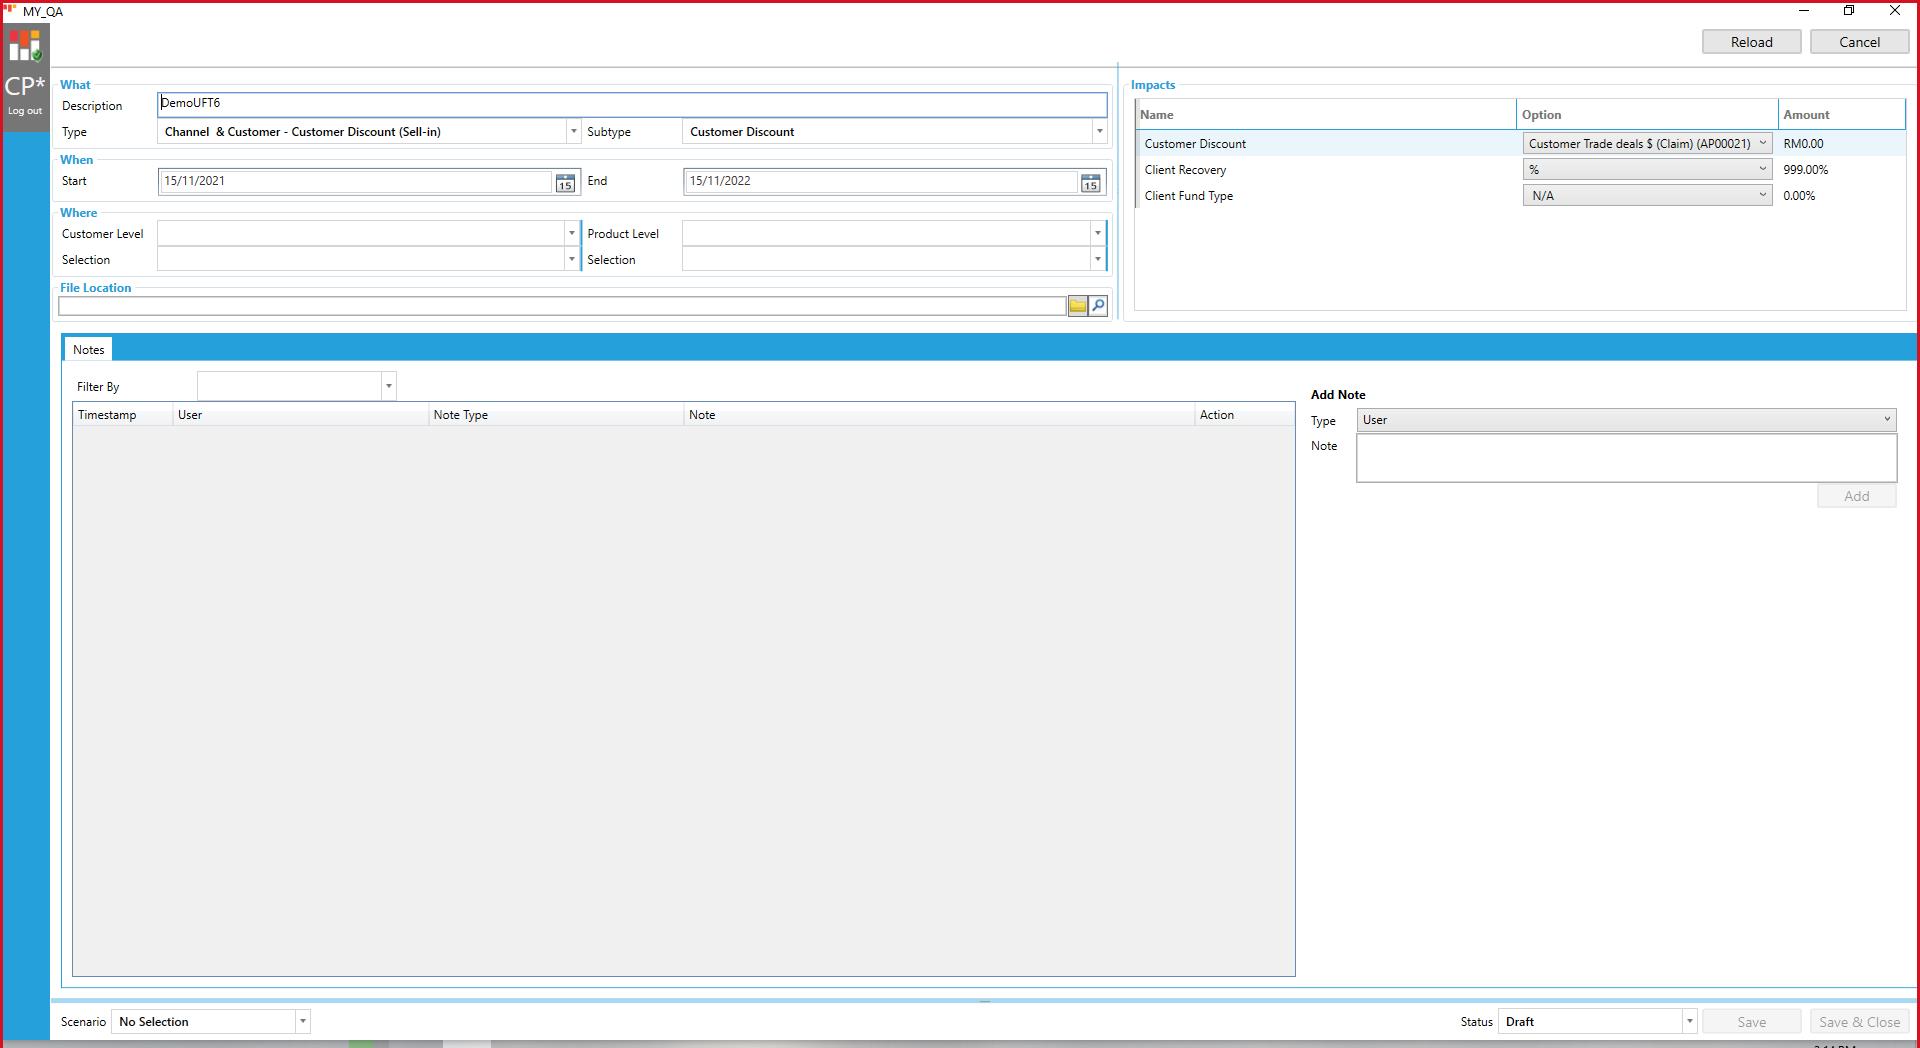 MY_QA
Reload Cancel
CP*
Log out
What
Description DemoUFT6
Type Channel & Customer - Customer Discount (Sell-in) Subtype Customer Discount
When
Start 15/11/2021 15 End 15/11/2022 15
Where
Customer Level Product Level
Selection Selection
File Location
Impacts
Name Option Amount
Customer Discount Customer Trade deals $ (Claim) (AP00021) RM0.00
Client Recovery % 999.00%
Client Fund Type N/A 0.00%
Notes
Filter By
Timestamp User Note Type Note Action
Add Note
Type User
Note
Add
Scenario No Selection Status Draft Save Save & Close